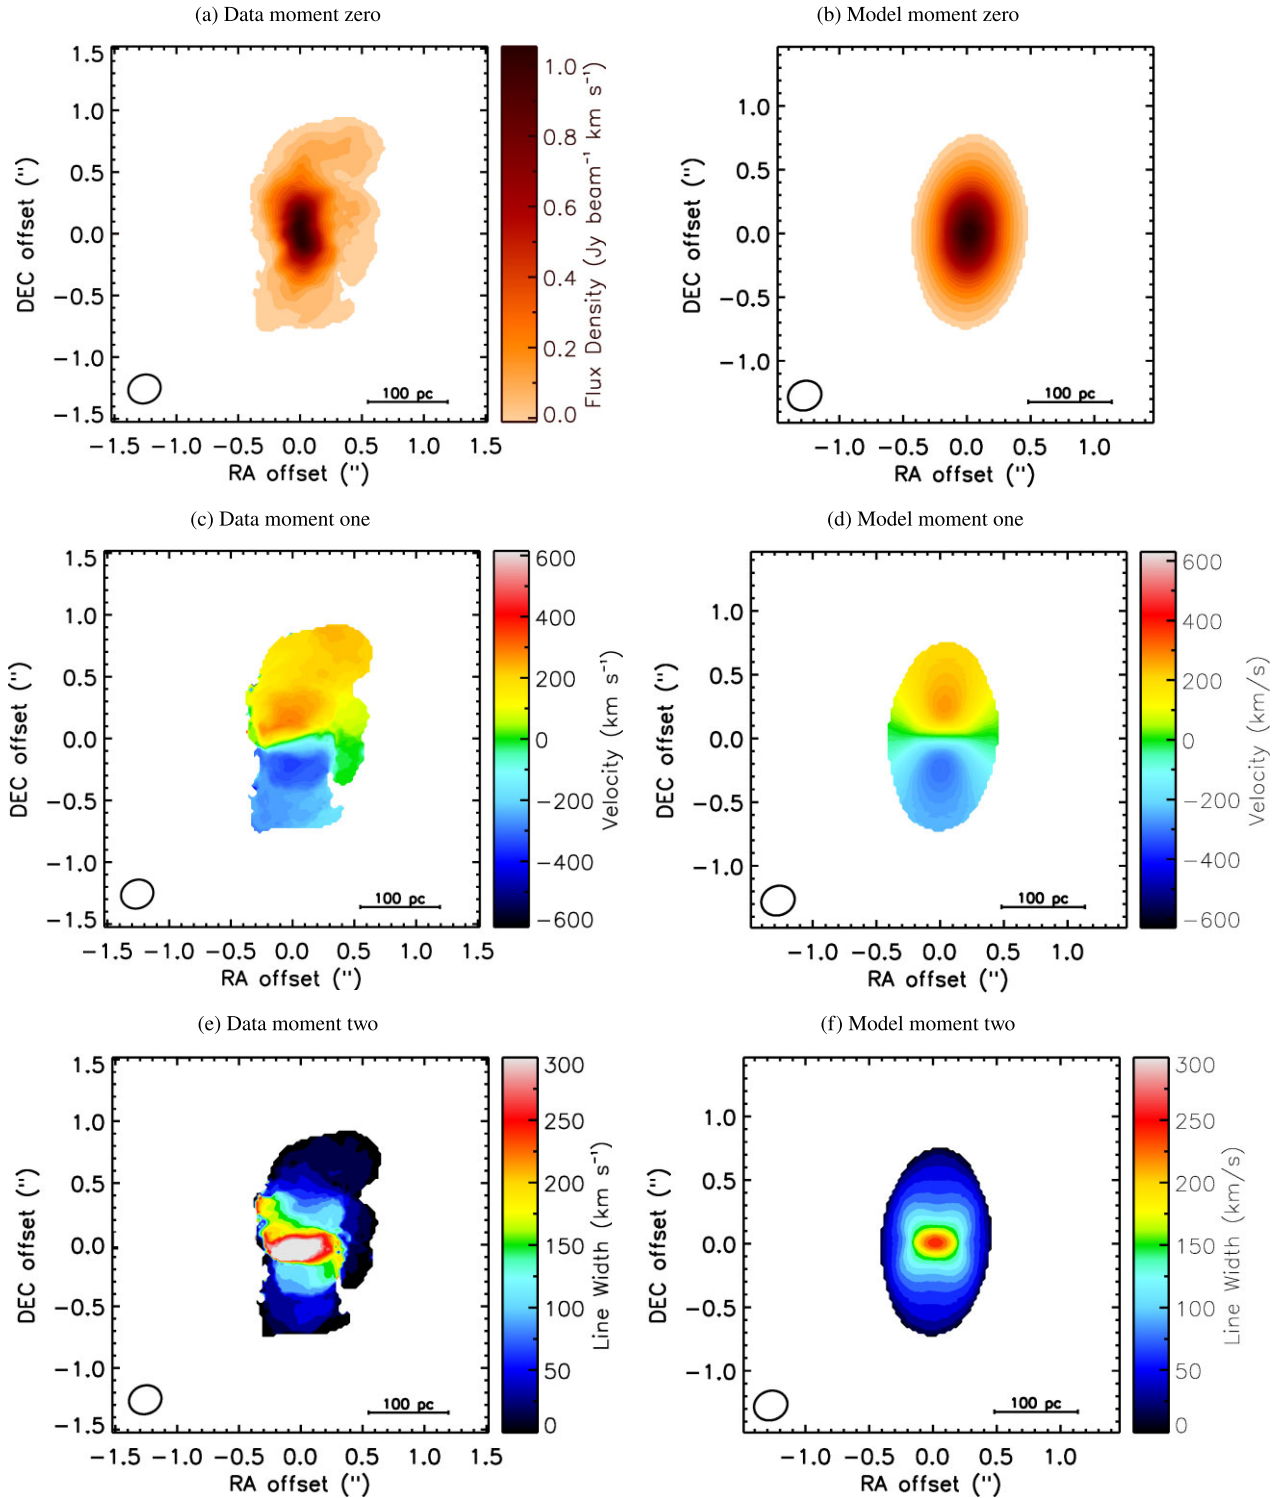 (a) Data moment zero
1.5
1.0
0.5
0.0
−0.5
−1.0
−1.5
DEC offset (")
100 pc
−1.5 −1.0 −0.5 0.0 0.5 1.0 1.5
RA offset (")
1.0
0.8
0.6
0.4
0.2
0.0
Flux Density (Jy beam⁻¹ km s⁻¹)
(b) Model moment zero
1.0
0.5
0.0
−0.5
−1.0
DEC offset (")
100 pc
−1.0 −0.5 0.0 0.5 1.0
RA offset (")
(c) Data moment one
1.5
1.0
0.5
0.0
−0.5
−1.0
−1.5
DEC offset (")
100 pc
−1.5 −1.0 −0.5 0.0 0.5 1.0 1.5
RA offset (")
600
400
200
0
−200
−400
−600
Velocity (km s⁻¹)
(d) Model moment one
1.0
0.5
0.0
−0.5
−1.0
DEC offset (")
100 pc
−1.0 −0.5 0.0 0.5 1.0
RA offset (")
600
400
200
0
−200
−400
−600
Velocity (km/s)
(e) Data moment two
1.5
1.0
0.5
0.0
−0.5
−1.0
−1.5
DEC offset (")
100 pc
−1.5 −1.0 −0.5 0.0 0.5 1.0 1.5
RA offset (")
300
250
200
150
100
50
0
Line Width (km s⁻¹)
(f) Model moment two
1.0
0.5
0.0
−0.5
−1.0
DEC offset (")
100 pc
−1.0 −0.5 0.0 0.5 1.0
RA offset (")
300
250
200
150
100
50
0
Line Width (km/s)